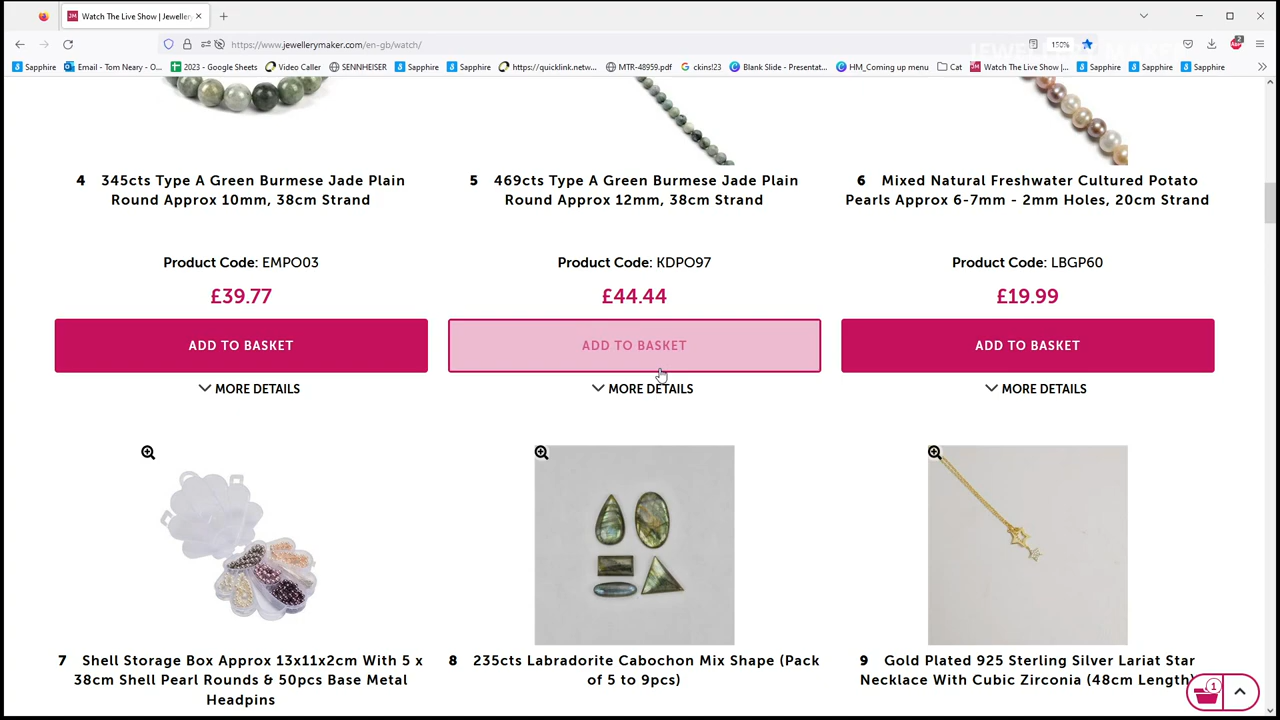 Watch The Live Show | Jewellery
https://www.jewellerymaker.com/en-gb/watch/
150%
2
Sapphire
Email - Tom Neary - O...
2023 - Google Sheets
Video Caller
SENNHEISER
Sapphire
Sapphire
https://quicklink.netw...
MTR-48959.pdf
ckins13
Blank Slide - Presentat...
HM_Coming up menu
Cat
Watch The Live Show |...
Sapphire
Sapphire
Sapphire
4 345cts Type A Green Burmese Jade Plain
Round Approx 10mm, 38cm Strand
Product Code: EMPO03
£39.77
ADD TO BASKET
MORE DETAILS
5 469cts Type A Green Burmese Jade Plain
Round Approx 12mm, 38cm Strand
Product Code: KDPO97
£44.44
ADD TO BASKET
MORE DETAILS
6 Mixed Natural Freshwater Cultured Potato
Pearls Approx 6-7mm - 2mm Holes, 20cm Strand
Product Code: LBGP60
£19.99
ADD TO BASKET
MORE DETAILS
7 Shell Storage Box Approx 13x11x2cm With 5 x
38cm Shell Pearl Rounds & 50pcs Base Metal
Headpins
8 235cts Labradorite Cabochon Mix Shape (Pack
of 5 to 9pcs)
9 Gold Plated 925 Sterling Silver Lariat Star
Necklace With Cubic Zirconia (48cm Length)
1